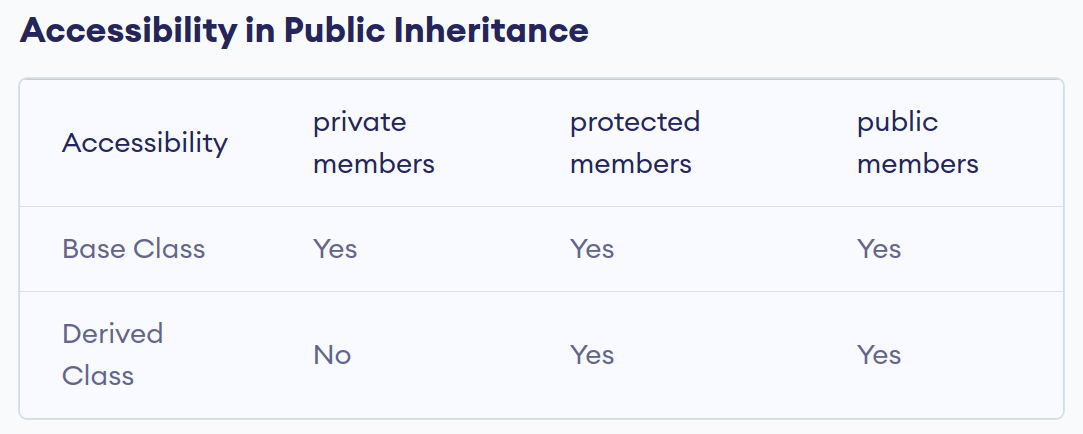 Accessibility in Public Inheritance
Accessibility private members protected members public members
Base Class Yes Yes Yes
Derived Class No Yes Yes